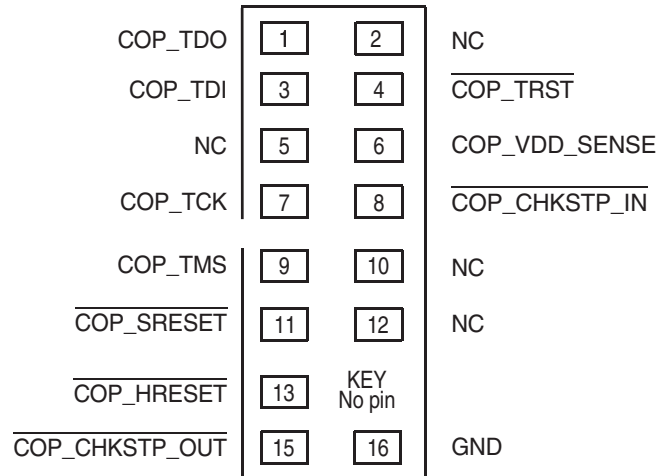 COP_TDO 1 2 NC
COP_TDI 3 4 COP_TRST
NC 5 6 COP_VDD_SENSE
COP_TCK 7 8 COP_CHKSTP_IN
COP_TMS 9 10 NC
COP_SRESET 11 12 NC
COP_HRESET 13 KEY
No pin
COP_CHKSTP_OUT 15 16 GND